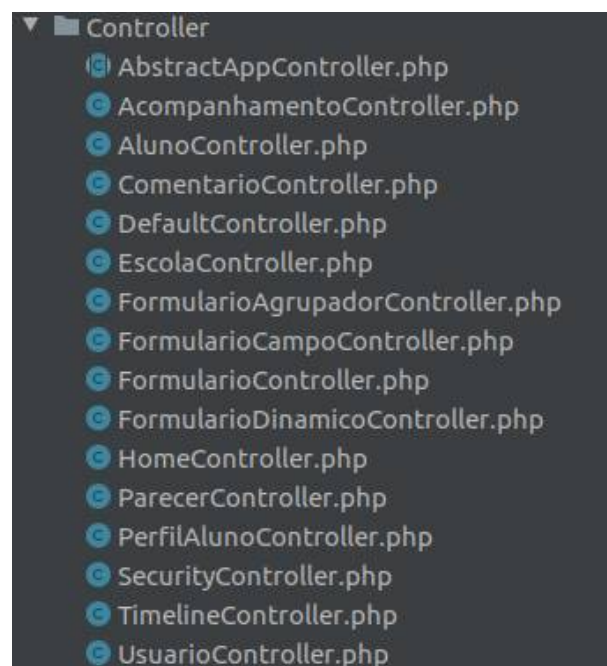 Controller
AbstractAppController.php
AcompanhamentoController.php
AlunoController.php
ComentarioController.php
DefaultController.php
EscolaController.php
FormularioAgrupadorController.php
FormularioCampoController.php
FormularioController.php
FormularioDinamicoController.php
HomeController.php
ParecerController.php
PerfilAlunoController.php
SecurityController.php
TimelineController.php
UsuarioController.php